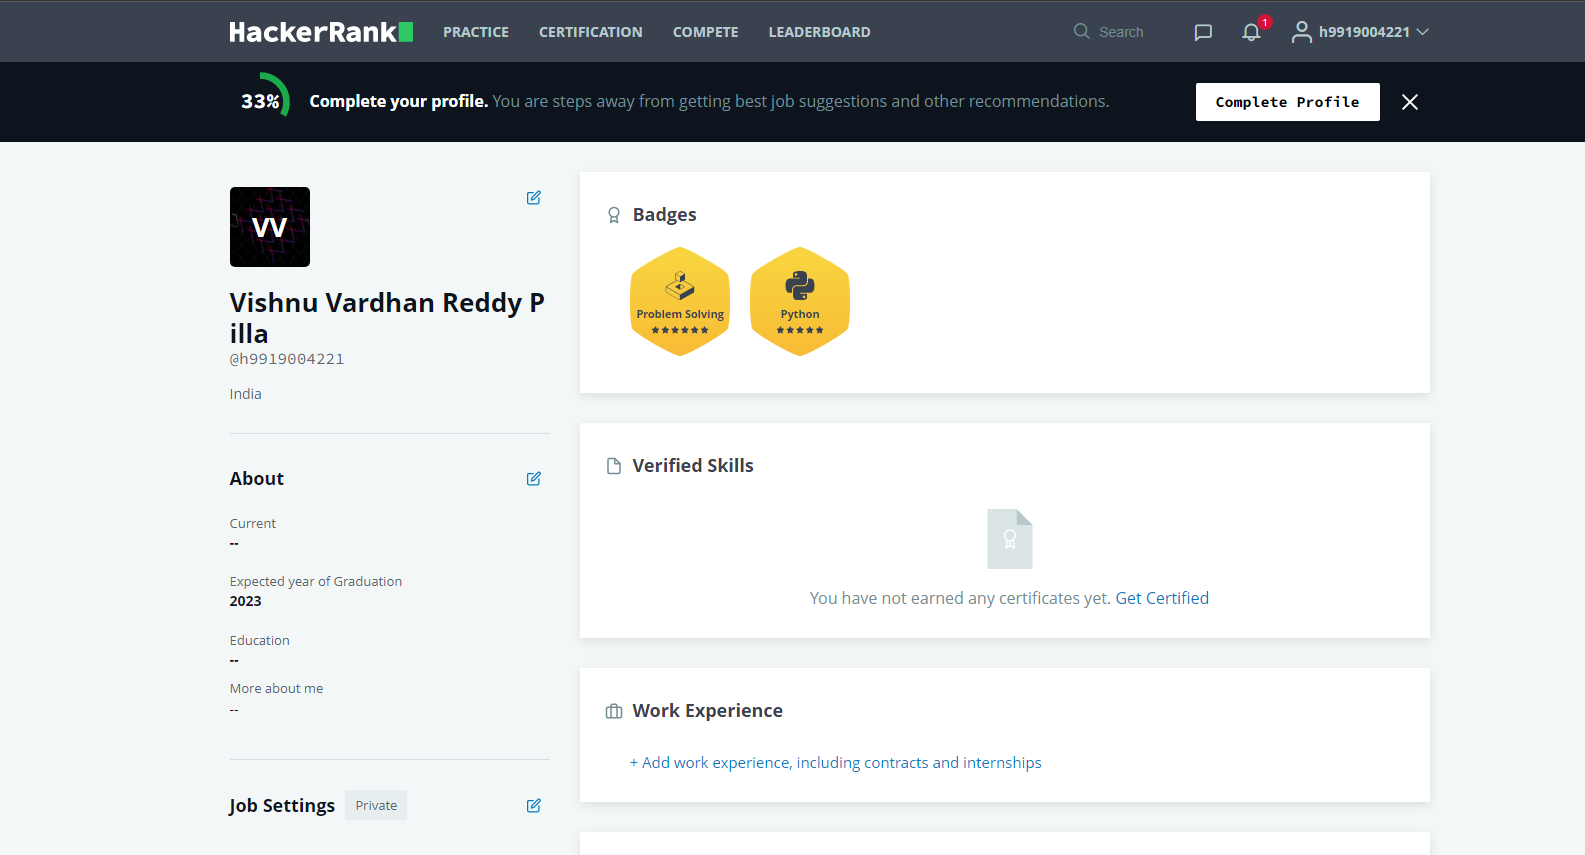 HackerRank
PRACTICE
CERTIFICATION
COMPETE
LEADERBOARD
Search
1
h9919004221
33%
Complete your profile. You are steps away from getting best job suggestions and other recommendations.
Complete Profile
VV
Vishnu Vardhan Reddy P
illa
@h9919004221
India
About
Current
--
Expected year of Graduation
2023
Education
--
More about me
--
Job Settings
Private
Badges
Problem Solving
Python
Verified Skills
You have not earned any certificates yet. Get Certified
Work Experience
+ Add work experience, including contracts and internships